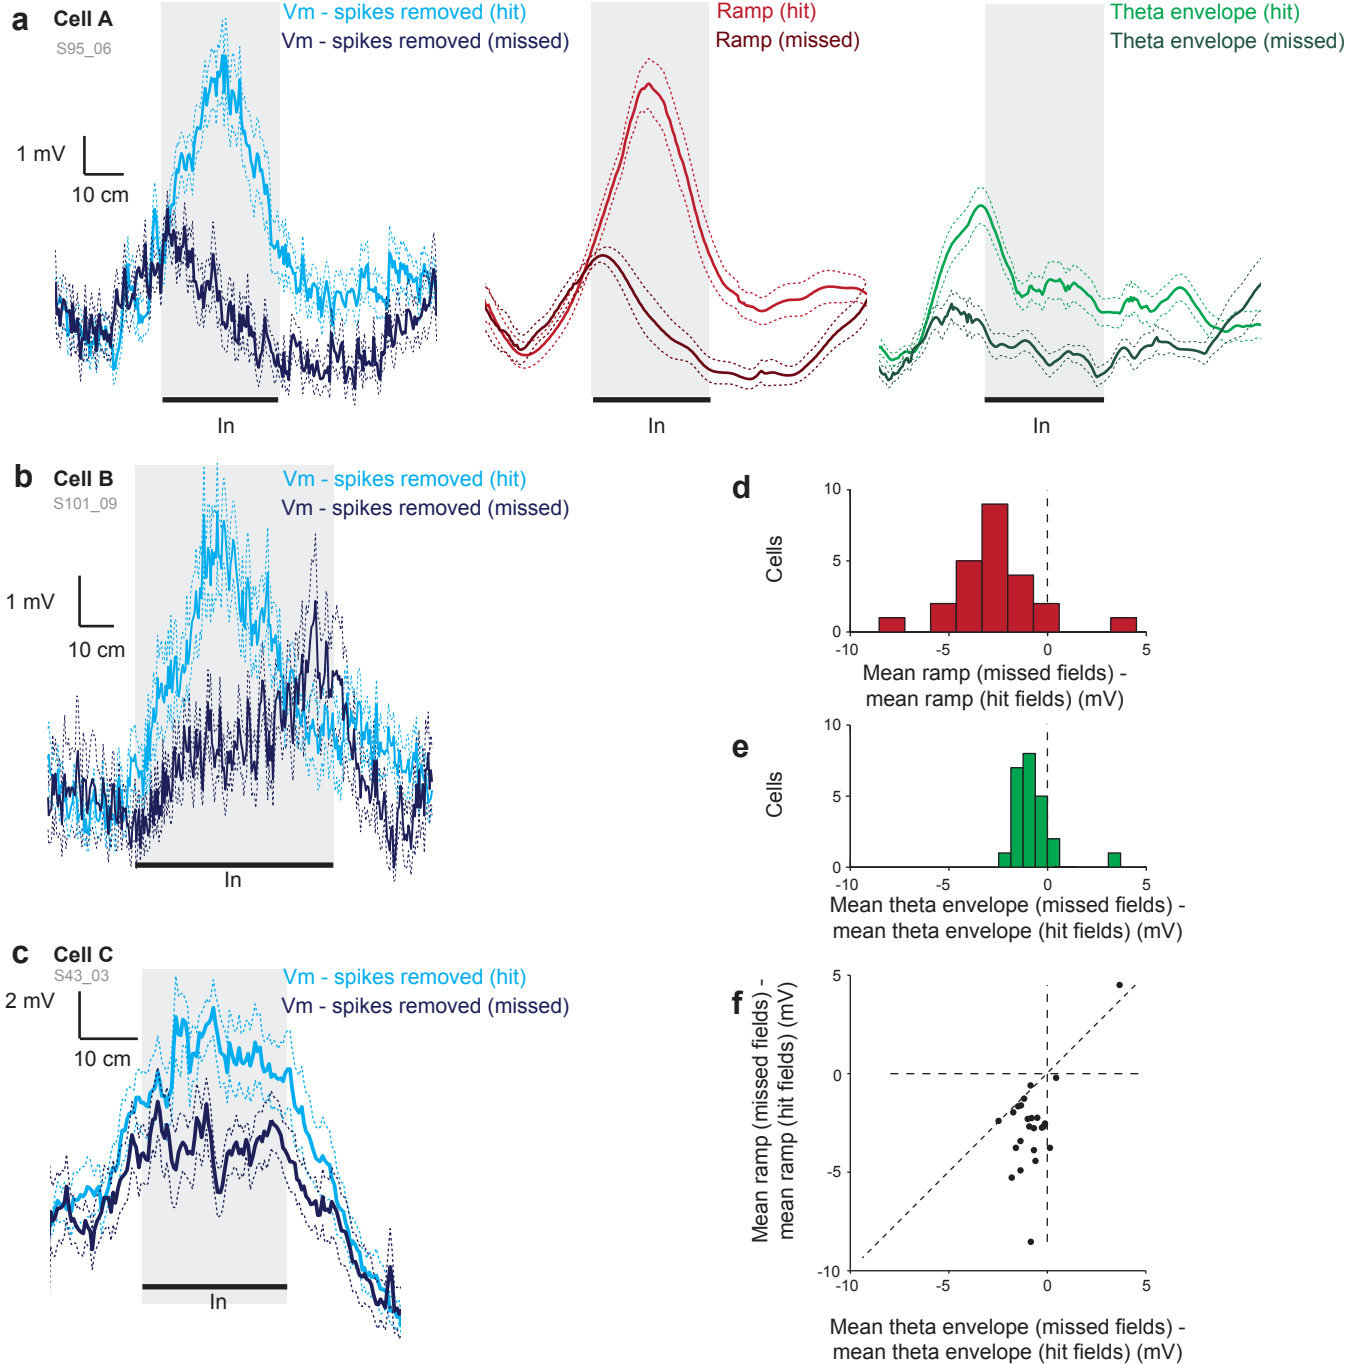 a
Cell A
S95_06
Vm - spikes removed (hit)
Vm - spikes removed (missed)
Ramp (hit)
Ramp (missed)
Theta envelope (hit)
Theta envelope (missed)
1 mV
10 cm
In
In
In
b
Cell B
S101_09
Vm - spikes removed (hit)
Vm - spikes removed (missed)
1 mV
10 cm
In
c
Cell C
S43_03
Vm - spikes removed (hit)
Vm - spikes removed (missed)
2 mV
10 cm
In
d
Cells
10
5
0
-10
-5
0
5
Mean ramp (missed fields) -
mean ramp (hit fields) (mV)
e
Cells
10
5
0
-10
-5
0
5
Mean theta envelope (missed fields) -
mean theta envelope (hit fields) (mV)
f
Mean ramp (missed fields) -
mean ramp (hit fields) (mV)
5
0
-5
-10
-10
-5
0
5
Mean theta envelope (missed fields) -
mean theta envelope (hit fields) (mV)